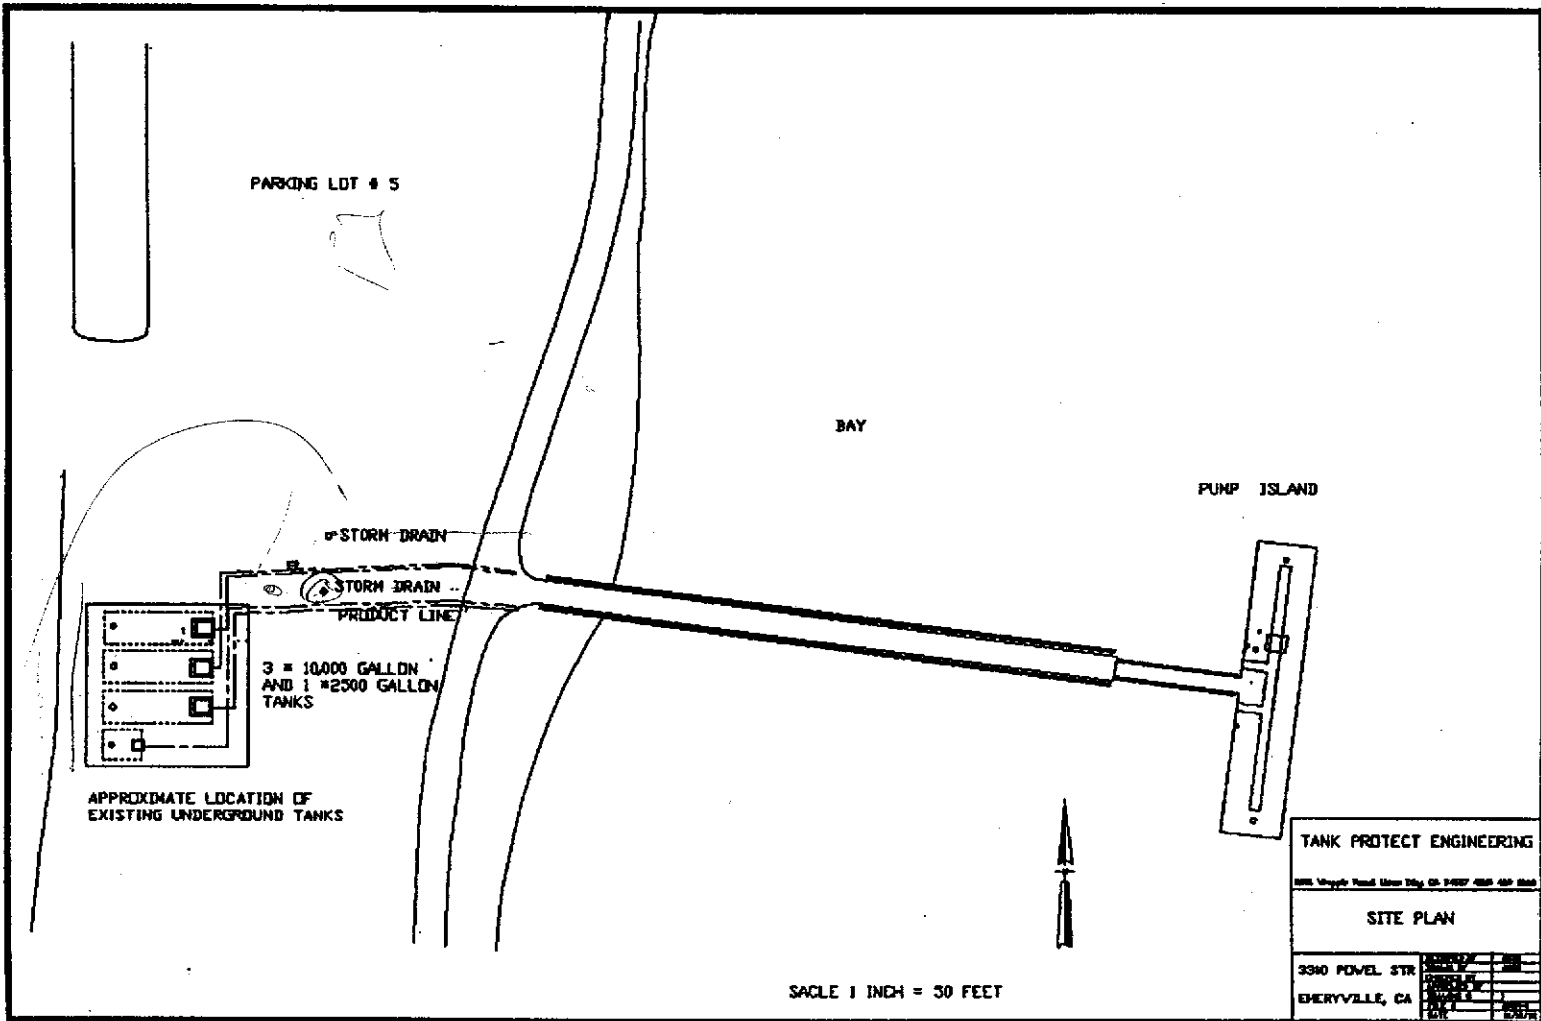 PARKING LOT # 5
BAY
PUMP ISLAND
STORM DRAIN
STORM DRAIN
PRODUCT LINE
3 = 10,000 GALLON
AND 1 =2500 GALLON
TANKS
APPROXIMATE LOCATION OF
EXISTING UNDERGROUND TANKS
SACLE 1 INCH = 50 FEET
TANK PROTECT ENGINEERING
SITE PLAN
3310 POWEL STR
EMERYVILLE, CA